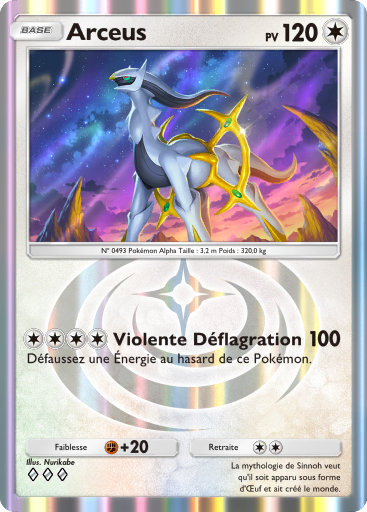 BASE Arceus PV 120
N° 0493 Pokémon Alpha Taille : 3,2 m Poids : 320,0 kg
Violente Déflagration 100
Défaussez une Énergie au hasard de ce Pokémon.
Faiblesse +20 Retraite
Illus. Nurikabe
La mythologie de Sinnoh veut
qu'il soit apparu sous forme
d'Œuf et ait créé le monde.